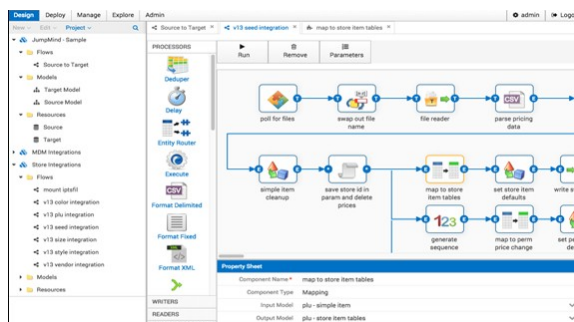 Design Deploy Manage Explore Admin
admin
New Edit Project
Source to Target
v13 seed integration
map to store item tables
JumpMind - Sample
Flows
Source to Target
Models
Target Model
Source Model
Resources
Source
Target
MDM Integrations
Store Integrations
Flows
mount iptsfil
v13 color integration
v13 plu integration
v13 seed integration
v13 size integration
v13 style integration
v13 vendor integration
Models
Resources
PROCESSORS
Deduper
Delay
Entity Router
Execute
CSV
Format Delimited
Format Fixed
Format XML
WRITERS
READERS
Run Remove Parameters
poll for files
swap out file
name
file reader
CSV
parse pricing
data
simple item
cleanup
save store id in
param and delete
prices
map to store
item tables
set store item
defaults
123
generate
sequence
map to perm
price change
Property Sheet
Component Name * map to store item tables
Component Type Mapping
Input Model plu - simple item
Output Model plu - store item tables